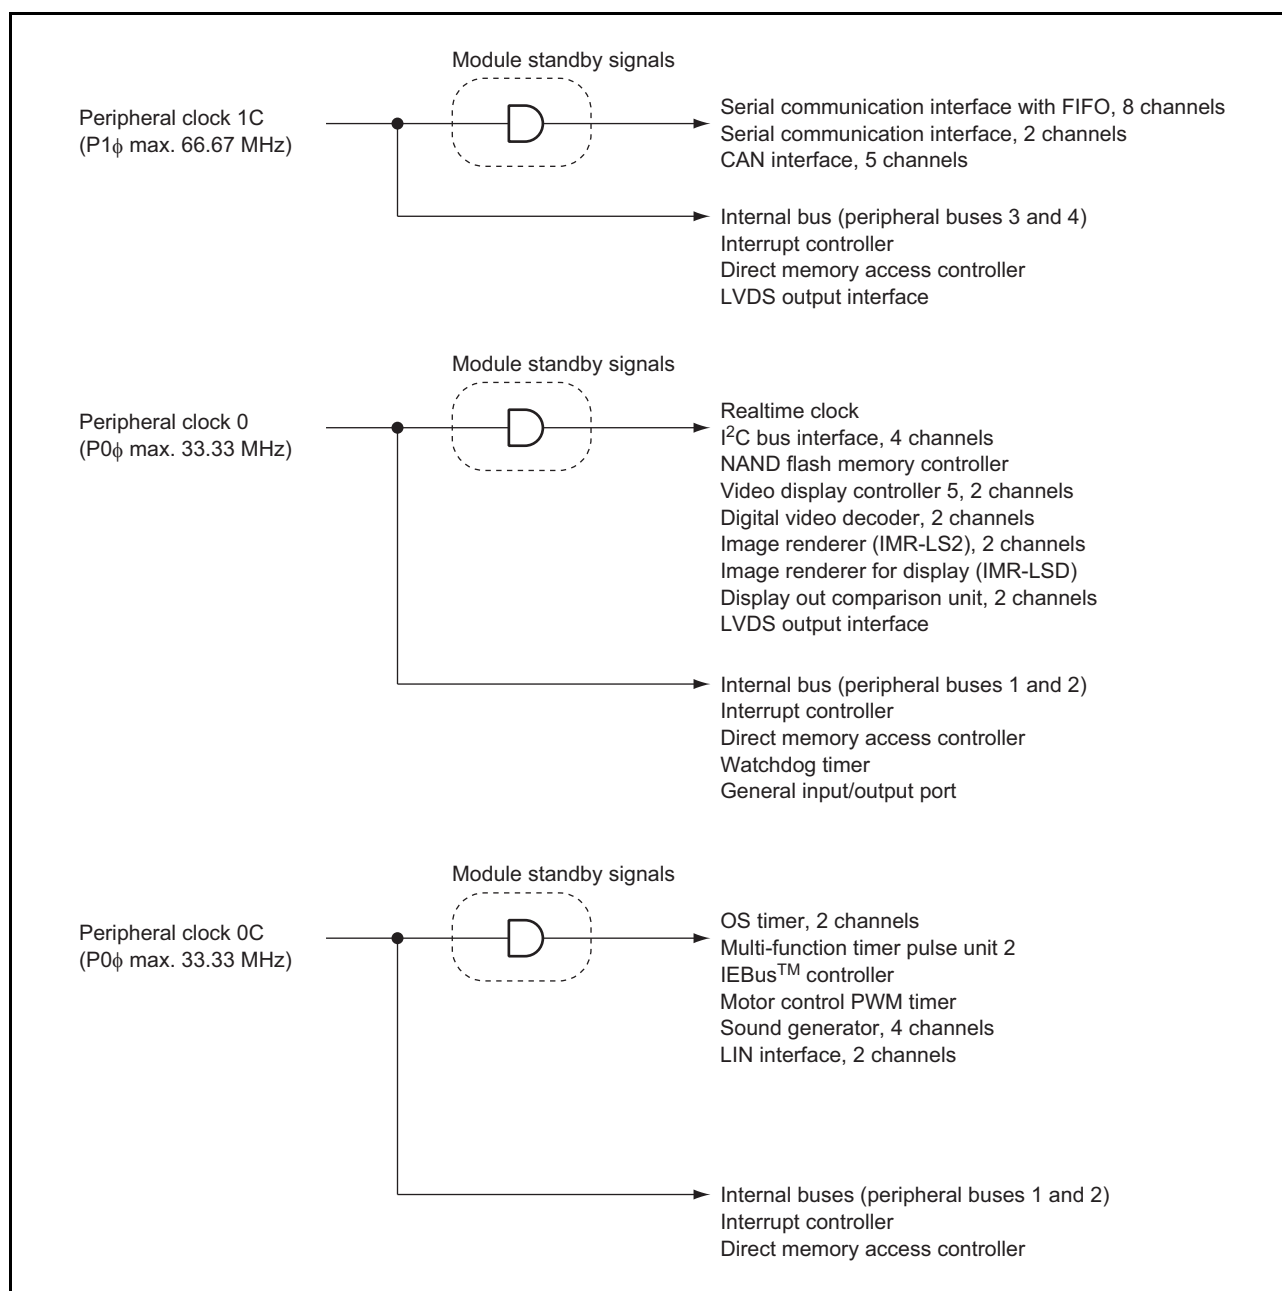 Module standby signals
Peripheral clock 1C
(P1ϕ max. 66.67 MHz)
Serial communication interface with FIFO, 8 channels
Serial communication interface, 2 channels
CAN interface, 5 channels
Internal bus (peripheral buses 3 and 4)
Interrupt controller
Direct memory access controller
LVDS output interface
Module standby signals
Peripheral clock 0
(P0ϕ max. 33.33 MHz)
Realtime clock
I²C bus interface, 4 channels
NAND flash memory controller
Video display controller 5, 2 channels
Digital video decoder, 2 channels
Image renderer (IMR-LS2), 2 channels
Image renderer for display (IMR-LSD)
Display out comparison unit, 2 channels
LVDS output interface
Internal bus (peripheral buses 1 and 2)
Interrupt controller
Direct memory access controller
Watchdog timer
General input/output port
Module standby signals
Peripheral clock 0C
(P0ϕ max. 33.33 MHz)
OS timer, 2 channels
Multi-function timer pulse unit 2
IEBus™ controller
Motor control PWM timer
Sound generator, 4 channels
LIN interface, 2 channels
Internal buses (peripheral buses 1 and 2)
Interrupt controller
Direct memory access controller